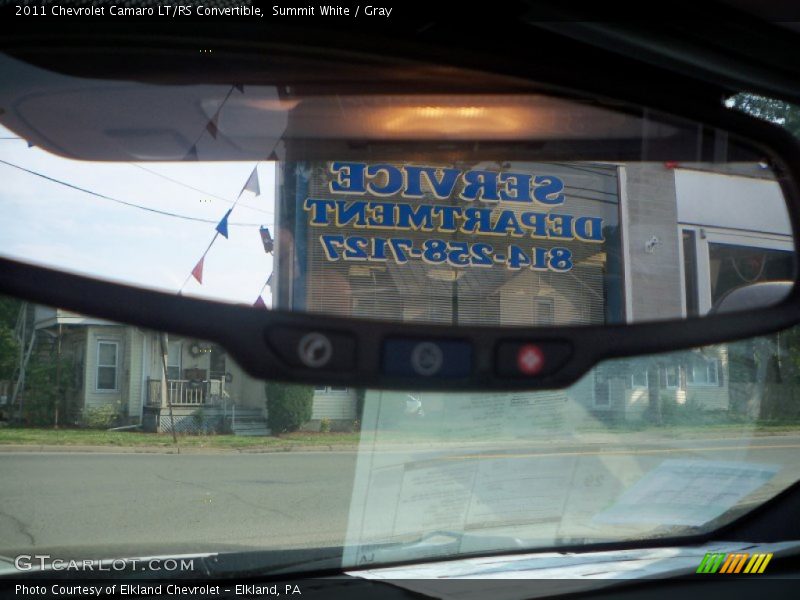 2011 Chevrolet Camaro LT/RS Convertible, Summit White / Gray
SERVICE
DEPARTMENT
814-258-7127
GTCARLOT.COM
Photo Courtesy of Elkland Chevrolet - Elkland, PA